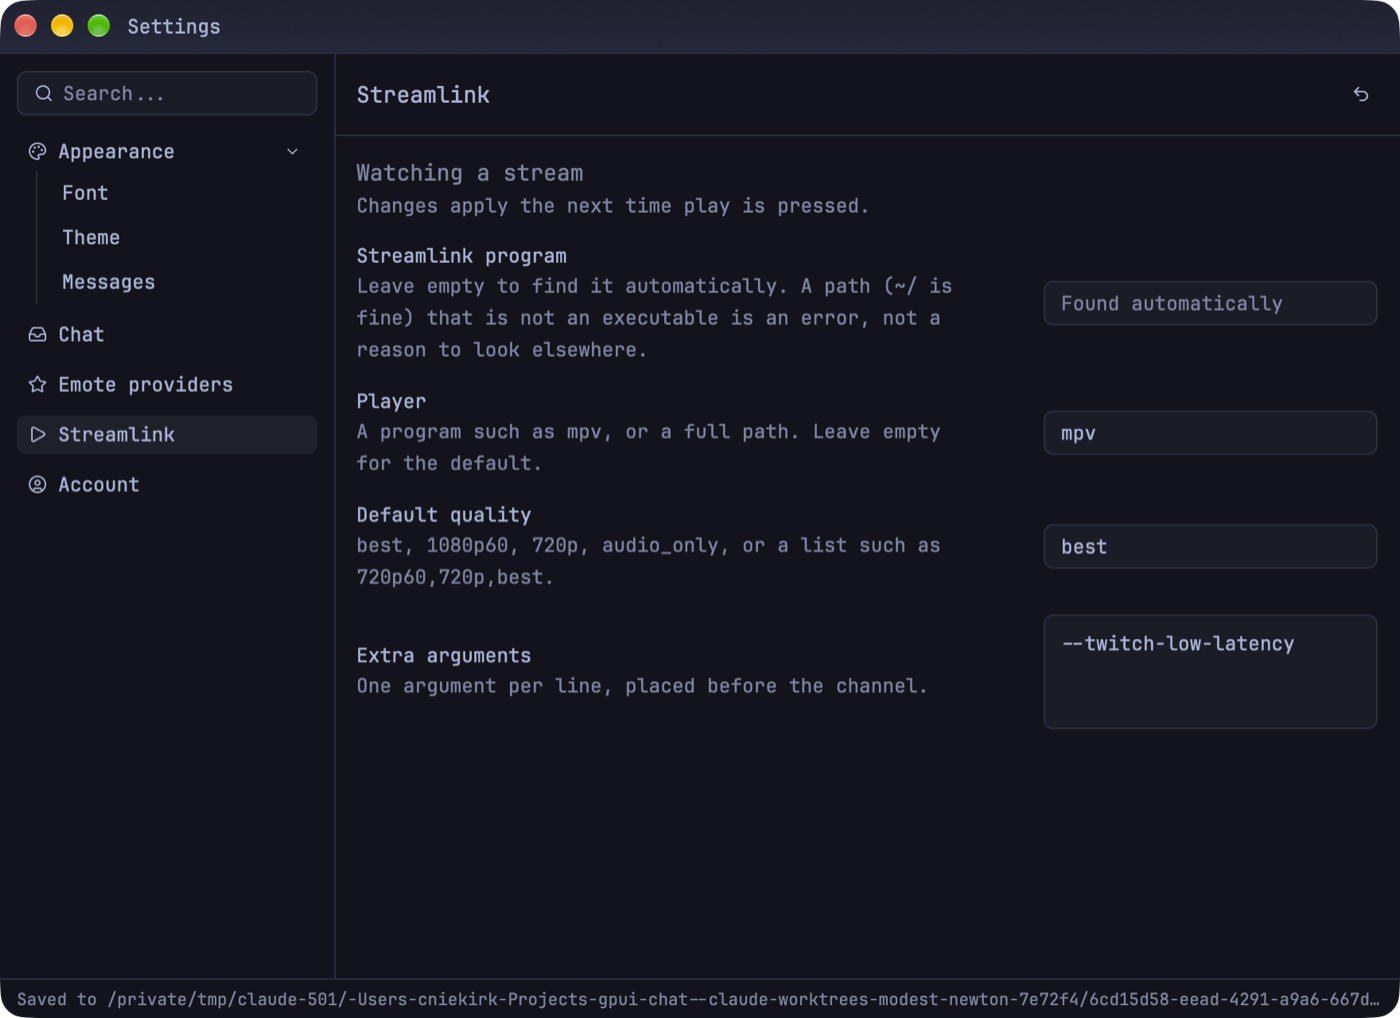 Settings
Search...
Appearance
Font
Theme
Messages
Chat
Emote providers
Streamlink
Account
Streamlink
Watching a stream
Changes apply the next time play is pressed.
Streamlink program
Leave empty to find it automatically. A path (~/ is
fine) that is not an executable is an error, not a
reason to look elsewhere.
Found automatically
Player
A program such as mpv, or a full path. Leave empty
for the default.
mpv
Default quality
best, 1080p60, 720p, audio_only, or a list such as
720p60,720p,best.
best
Extra arguments
One argument per line, placed before the channel.
--twitch-low-latency
Saved to /private/tmp/claude-501/-Users-cniekirk-Projects-gpui-chat--claude-worktrees-modest-newton-7e72f4/6cd15d58-eead-4291-a9a6-667d…